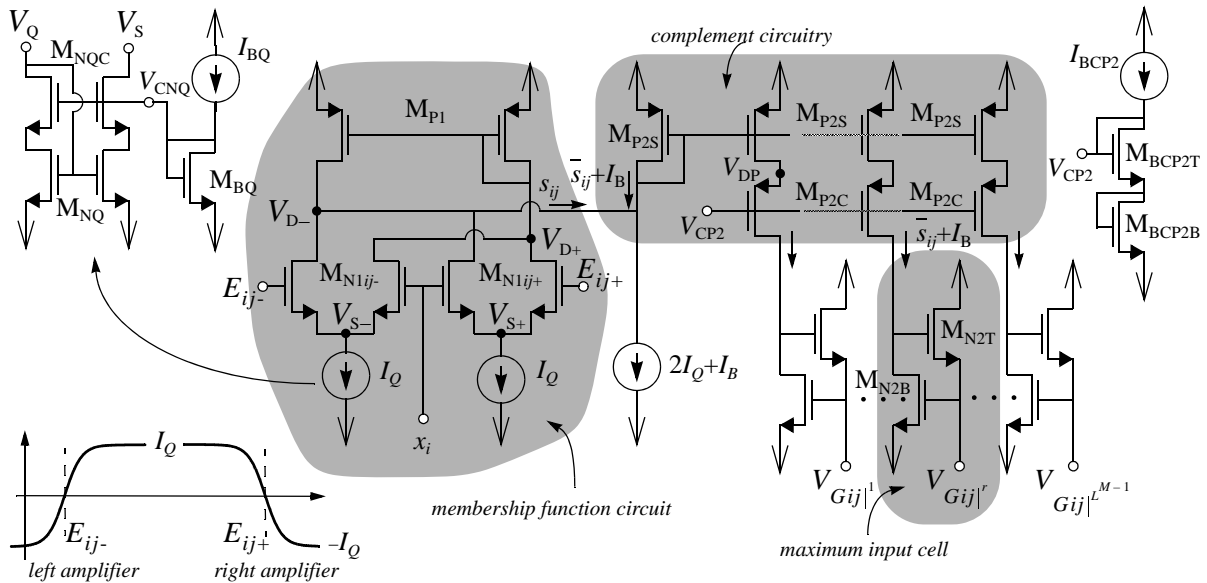 V_Q
V_S
M_NQC
I_BQ
V_CNQ
M_BQ
M_NQ
complement circuitry
I_BCP2
M_P1
M_P2S
M_P2S
M_P2S
M_BCP2T
V_CP2
V_DP
s_ij
s̅_ij+I_B
M_P2C
M_P2C
V_CP2
M_BCP2B
V_D−
V_D+
s̅_ij+I_B
E_ij-
M_N1ij-
M_N1ij+
E_ij+
V_S−
V_S+
M_N2T
I_Q
I_Q
2I_Q+I_B
M_N2B
x_i
I_Q
V_Gij|^1
V_Gij|^r
V_Gij|^L^M−1
membership function circuit
E_ij-
E_ij+
−I_Q
left amplifier
right amplifier
maximum input cell